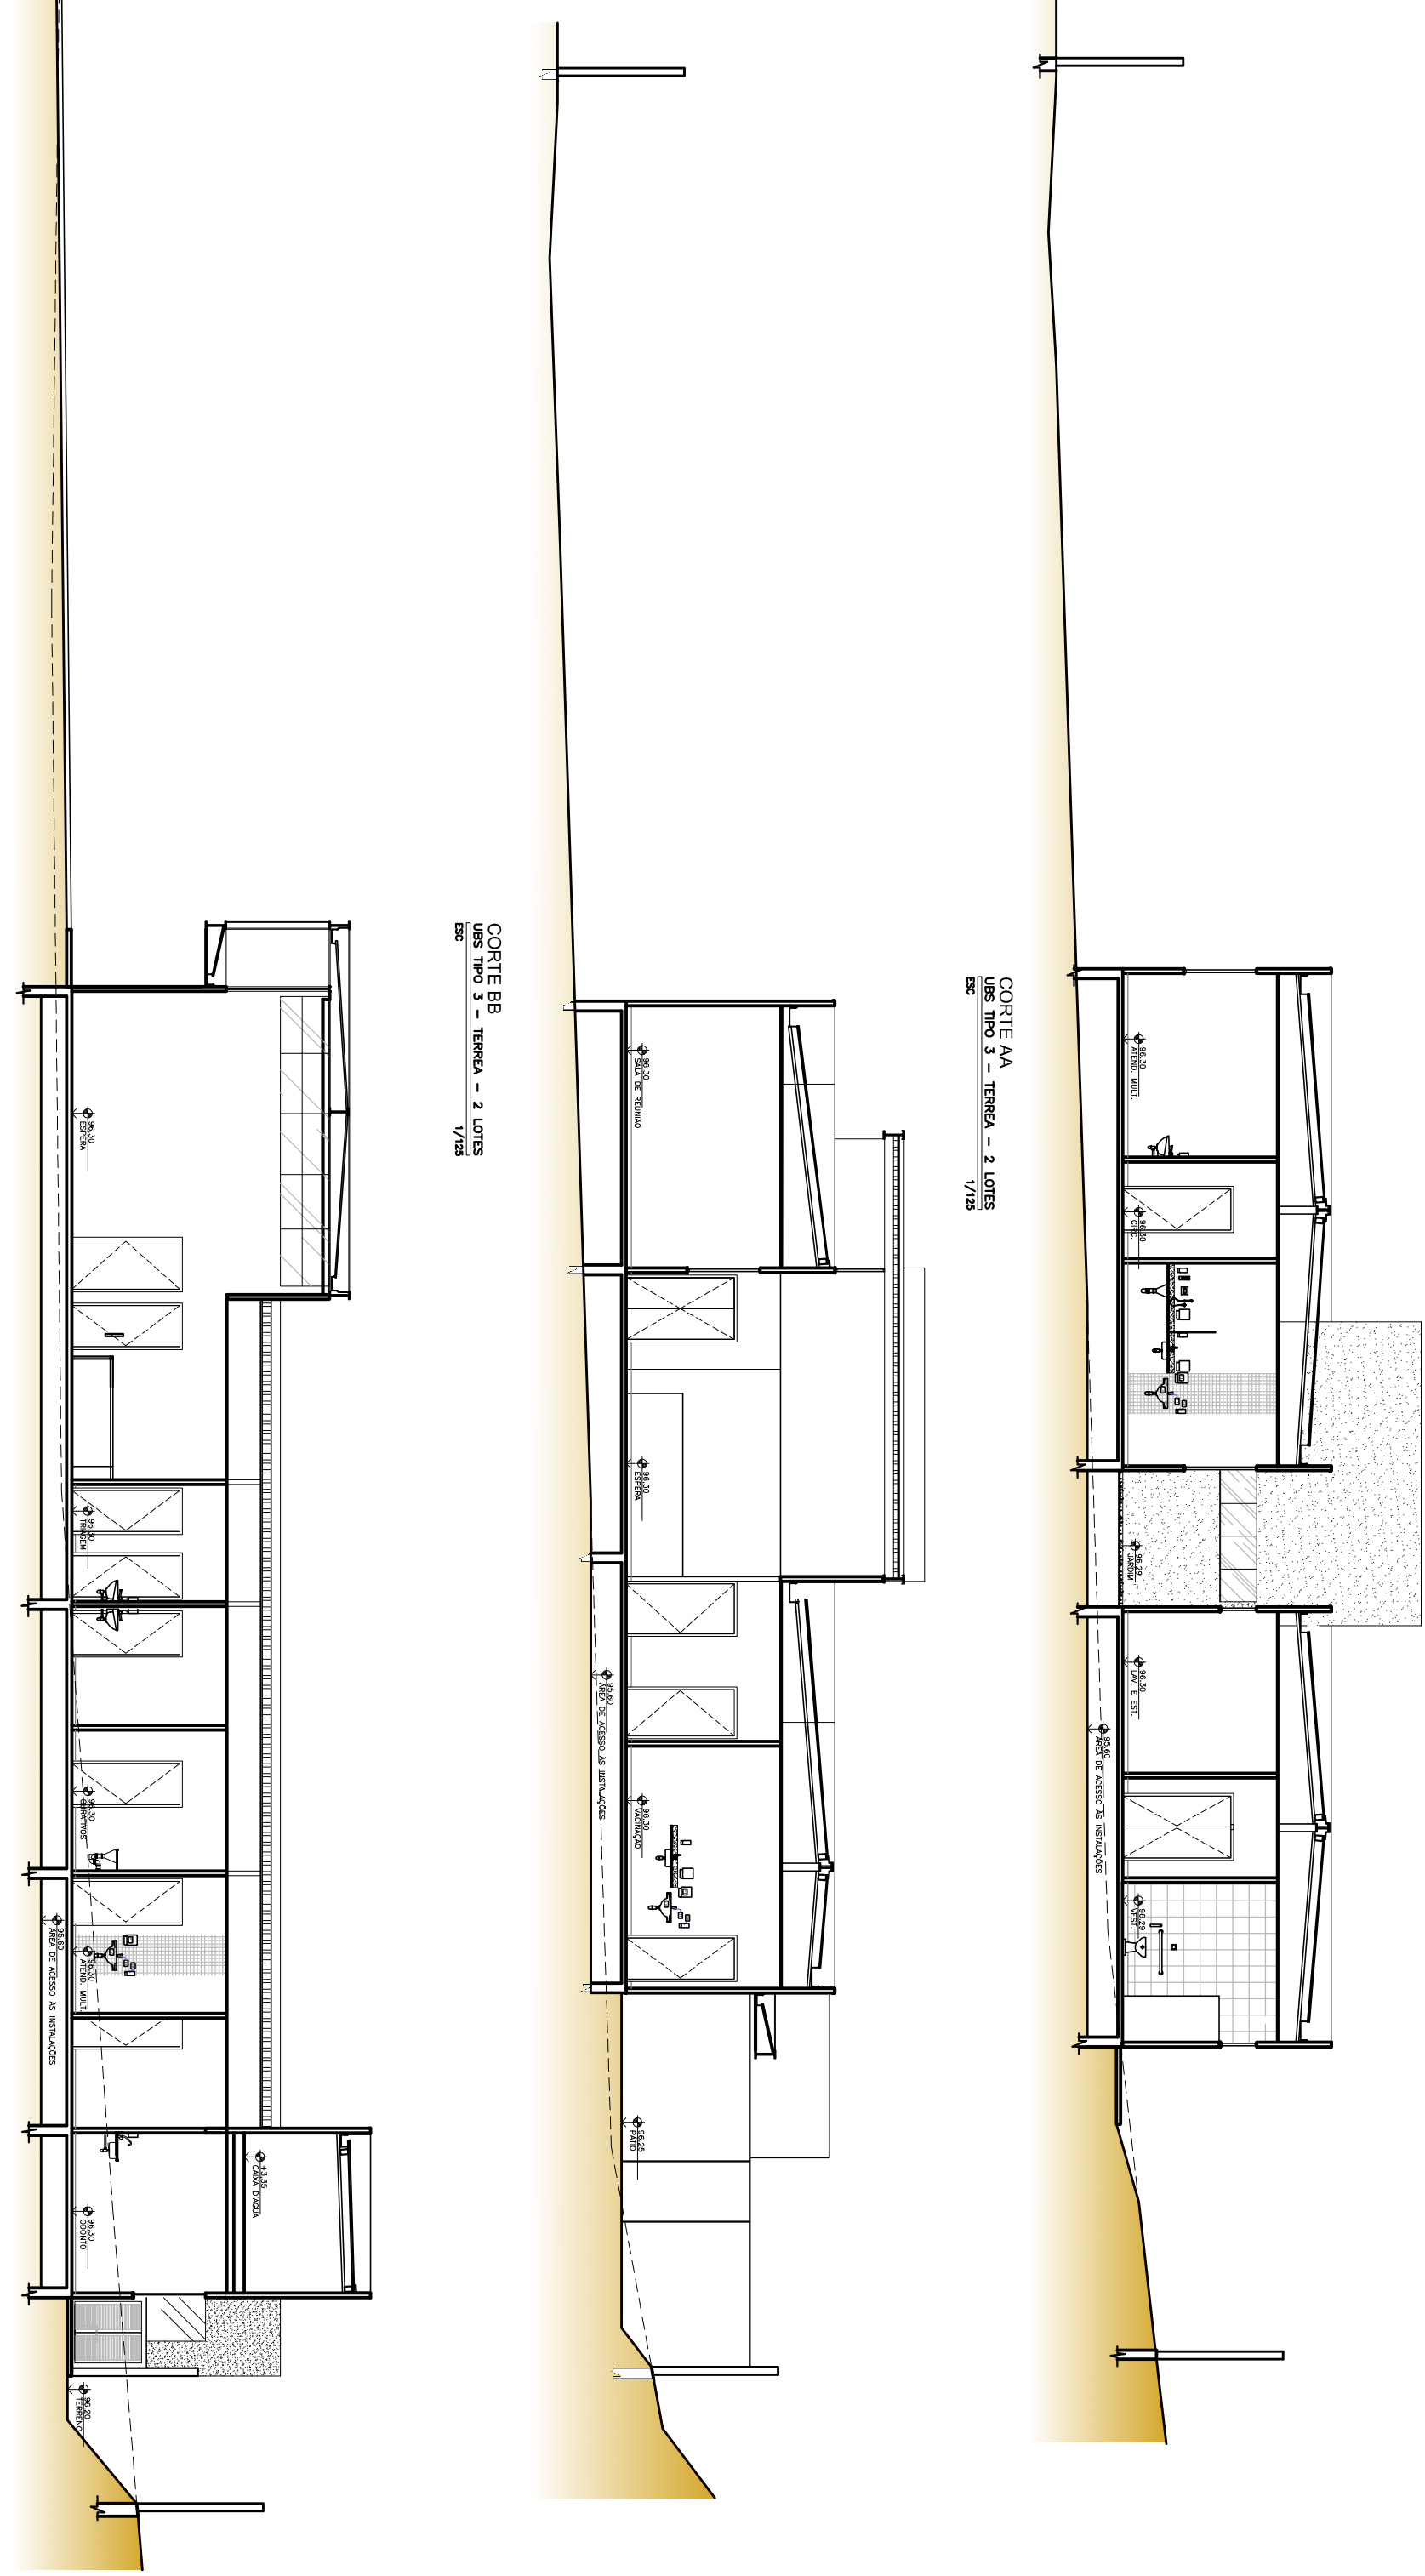 96.30
ATEND. MULT.
96.30
CIRC.
96.29
JARDIM
96.30
LAV. E EST.
95.60
ÁREA DE ACESSO ÀS INSTALAÇÕES
96.29
VEST.
CORTE AA
UBS TIPO 3 - TERREA - 2 LOTES
ESC 1/125
96.30
SALA DE REUNIÃO
96.30
ESPERA
95.60
ÁREA DE ACESSO ÀS INSTALAÇÕES
96.30
VACINAÇÃO
96.25
PÁTIO
CORTE BB
UBS TIPO 3 - TERREA - 2 LOTES
ESC 1/125
96.30
ESPERA
96.30
TRIAGEM
96.30
CURATIVOS
96.30
ATEND. MULT.
95.60
ÁREA DE ACESSO ÀS INSTALAÇÕES
+3.35
CAIXA D'AGUA
96.30
ODONTO
96.20
TERRENO